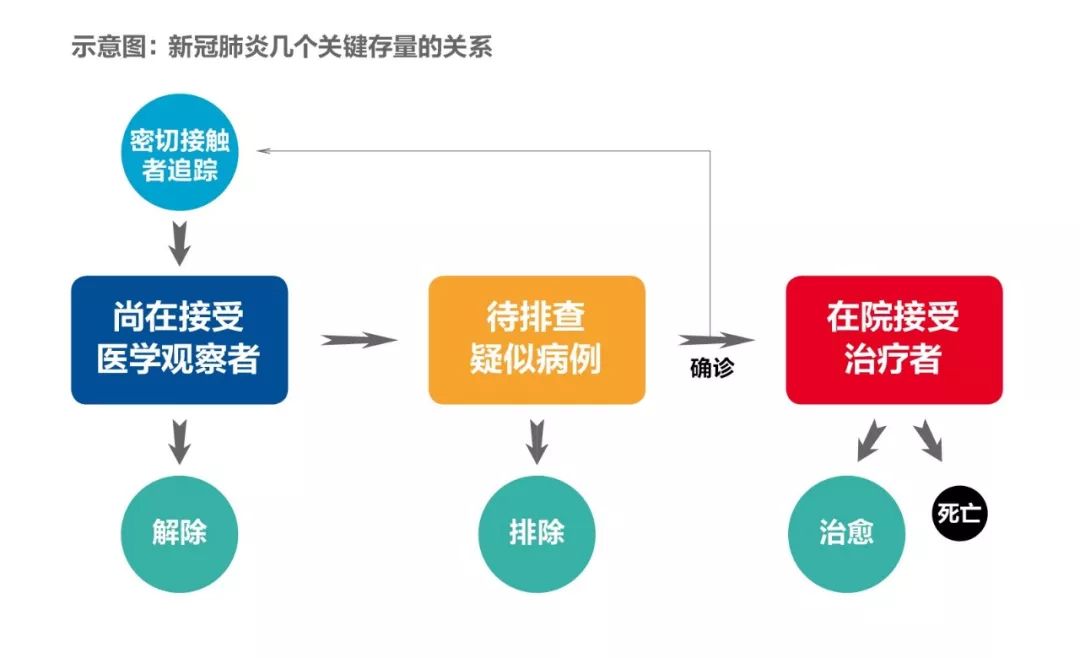 示意图：新冠肺炎几个关键存量的关系
密切接触
者追踪
尚在接受
医学观察者
待排查
疑似病例
确诊
在院接受
治疗者
解除
排除
治愈
死亡